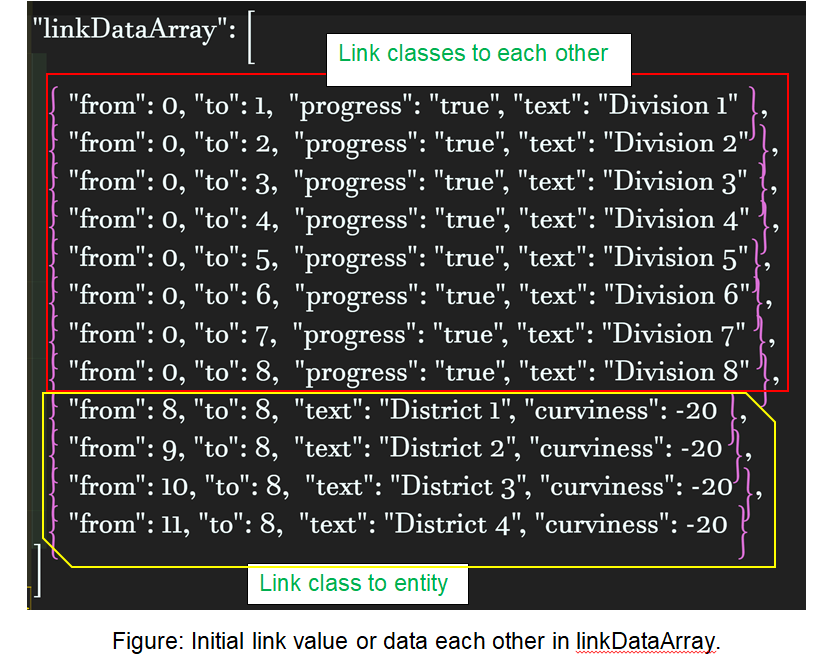 "linkDataArray": [
Link classes to each other
{ "from": 0, "to": 1, "progress": "true", "text": "Division 1" },
{ "from": 0, "to": 2, "progress": "true", "text": "Division 2" },
{ "from": 0, "to": 3, "progress": "true", "text": "Division 3" },
{ "from": 0, "to": 4, "progress": "true", "text": "Division 4" },
{ "from": 0, "to": 5, "progress": "true", "text": "Division 5" },
{ "from": 0, "to": 6, "progress": "true", "text": "Division 6" },
{ "from": 0, "to": 7, "progress": "true", "text": "Division 7" },
{ "from": 0, "to": 8, "progress": "true", "text": "Division 8" },
{ "from": 8, "to": 8, "text": "District 1", "curviness": -20 },
{ "from": 9, "to": 8, "text": "District 2", "curviness": -20 },
{ "from": 10, "to": 8, "text": "District 3", "curviness": -20 },
{ "from": 11, "to": 8, "text": "District 4", "curviness": -20 }
]
Link class to entity
Figure: Initial link value or data each other in linkDataArray.